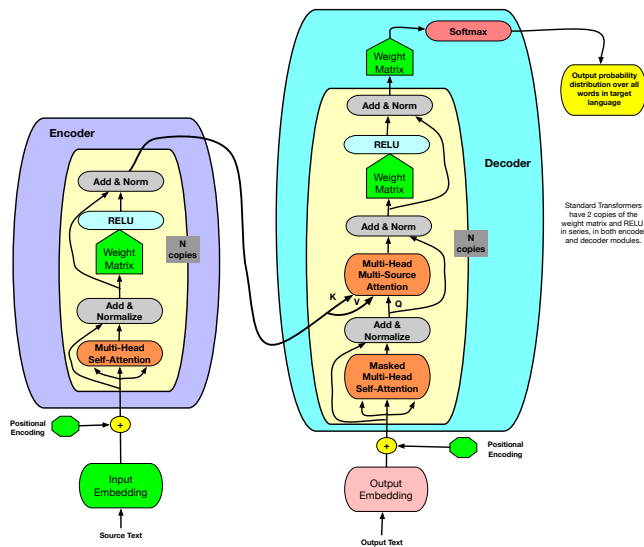 Encoder
Add & Norm
RELU
Weight
Matrix
N
copies
Add &
Normalize
Multi-Head
Self-Attention
Positional
Encoding
+
Input
Embedding
Source Text
Decoder
Softmax
Weight
Matrix
Output probability
distribution over all
words in target
language
Add & Norm
RELU
Weight
Matrix
Add & Norm
N
copies
Multi-Head
Multi-Source
Attention
K
V
Q
Add &
Normalize
Masked
Multi-Head
Self-Attention
+
Positional
Encoding
Output
Embedding
Output Text
Standard Transformers
have 2 copies of the
weight matrix and RELU,
in series, in both encoder
and decoder modules.